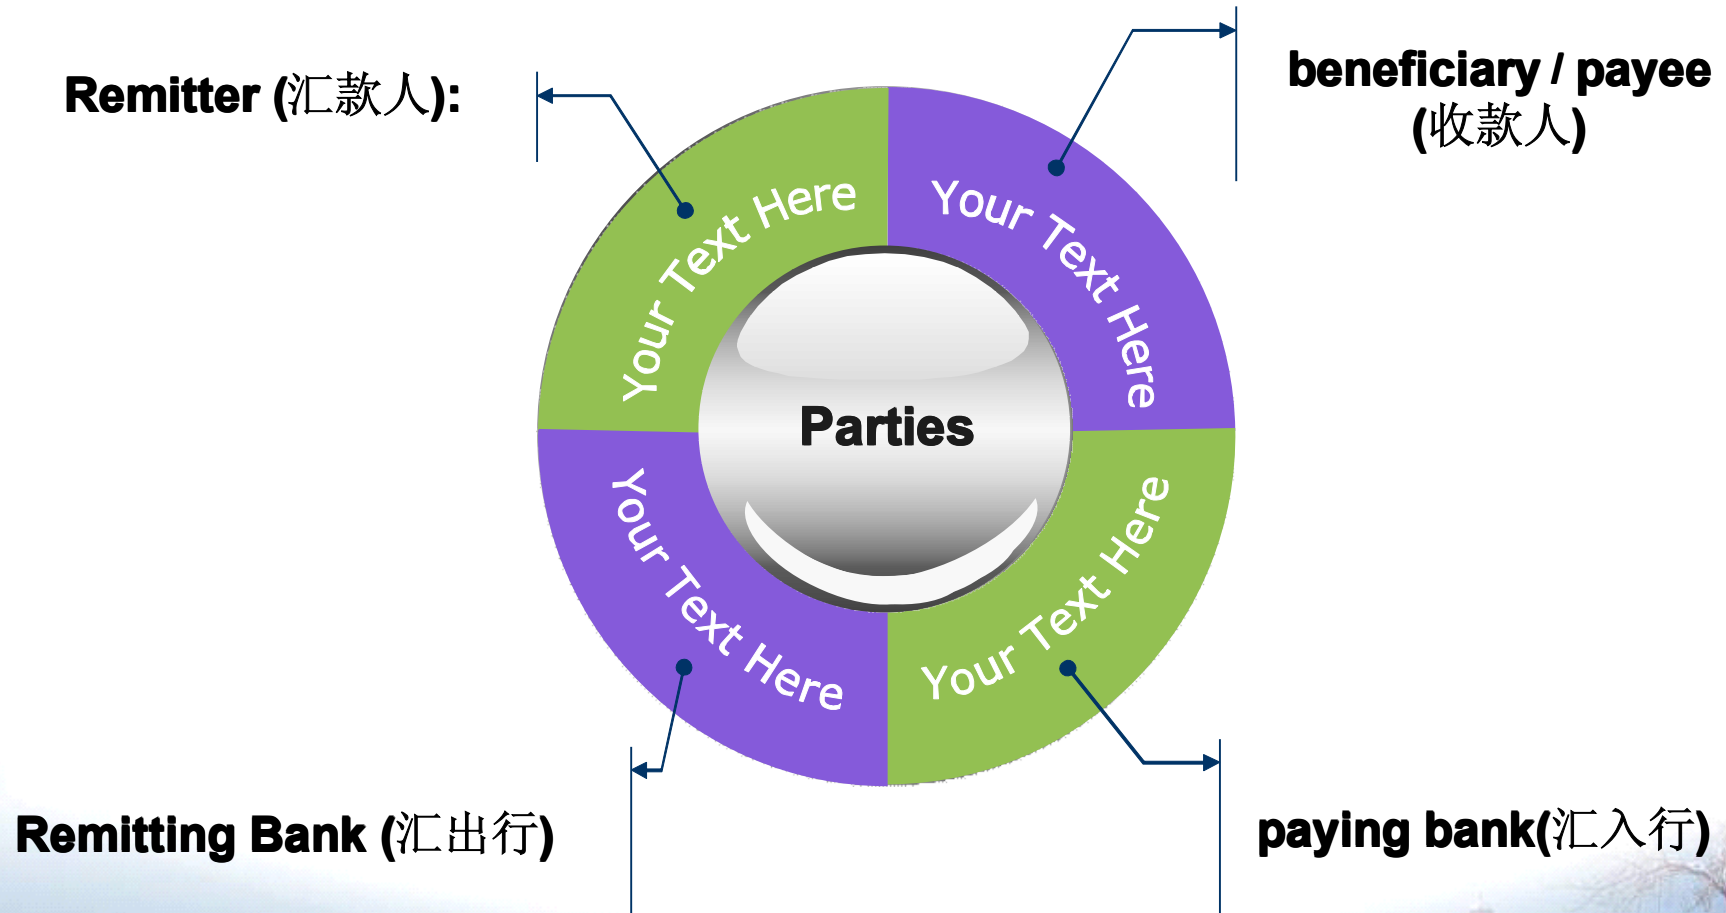 Remitter (汇款人):
beneficiary / payee
(收款人)
Your Text Here
Your Text Here
Parties
Your Text Here
Your Text Here
Remitting Bank (汇出行)
paying bank(汇入行)